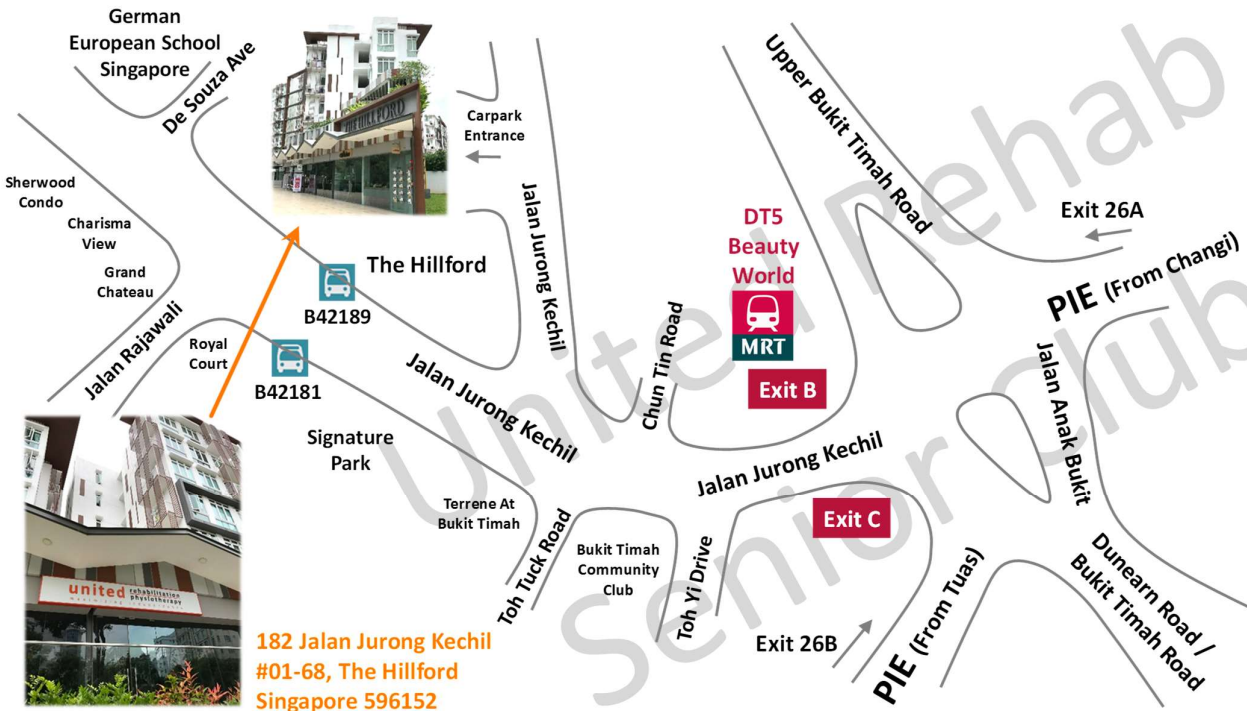 German
European School
Singapore
De Souza Ave
THE HILLFORD
Carpark
Entrance
Upper Bukit Timah Road
Sherwood
Condo
Charisma
View
Grand
Chateau
Jalan Rajawali
The Hillford
B42189
Jalan Jurong Kechil
DT5
Beauty
World
MRT
Exit B
Exit 26A
PIE (From Changi)
Royal
Court
B42181
Jalan Jurong Kechil
Chun Tin Road
Jalan Anak Bukit
Signature
Park
Jalan Jurong Kechil
Terrene At
Bukit Timah
Exit C
Toh Tuck Road
Bukit Timah
Community
Club
Toh Yi Drive
Dunearn Road /
Bukit Timah Road
Exit 26B
PIE (From Tuas)
united rehabilitation
physiotherapy
182 Jalan Jurong Kechil
#01-68, The Hillford
Singapore 596152
United Rehab
Senior Club